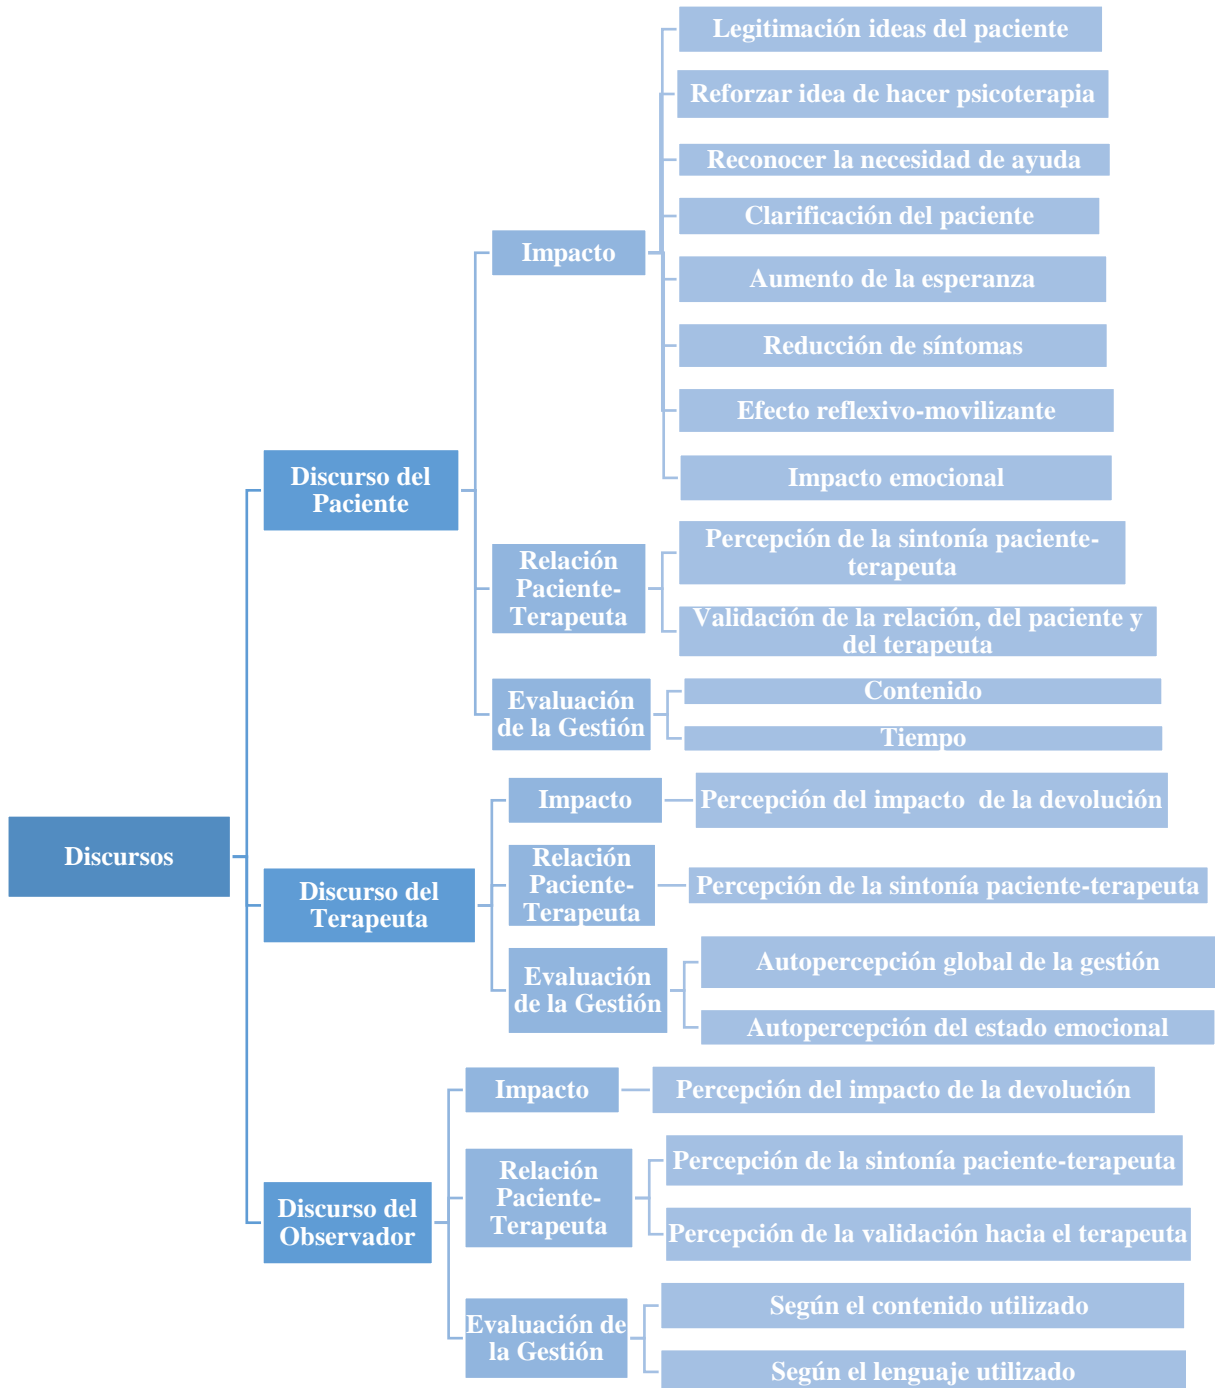 Discursos
Discurso del
Paciente
Impacto
Legitimación ideas del paciente
Reforzar idea de hacer psicoterapia
Reconocer la necesidad de ayuda
Clarificación del paciente
Aumento de la esperanza
Reducción de síntomas
Efecto reflexivo-movilizante
Impacto emocional
Relación
Paciente-
Terapeuta
Percepción de la sintonía paciente-
terapeuta
Validación de la relación, del paciente y
del terapeuta
Evaluación
de la Gestión
Contenido
Tiempo
Discurso del
Terapeuta
Impacto
Percepción del impacto  de la devolución
Relación
Paciente-
Terapeuta
Percepción de la sintonía paciente-terapeuta
Evaluación
de la Gestión
Autopercepción global de la gestión
Autopercepción del estado emocional
Discurso del
Observador
Impacto
Percepción del impacto de la devolución
Relación
Paciente-
Terapeuta
Percepción de la sintonía paciente-terapeuta
Percepción de la validación hacia el terapeuta
Evaluación de
la Gestión
Según el contenido utilizado
Según el lenguaje utilizado